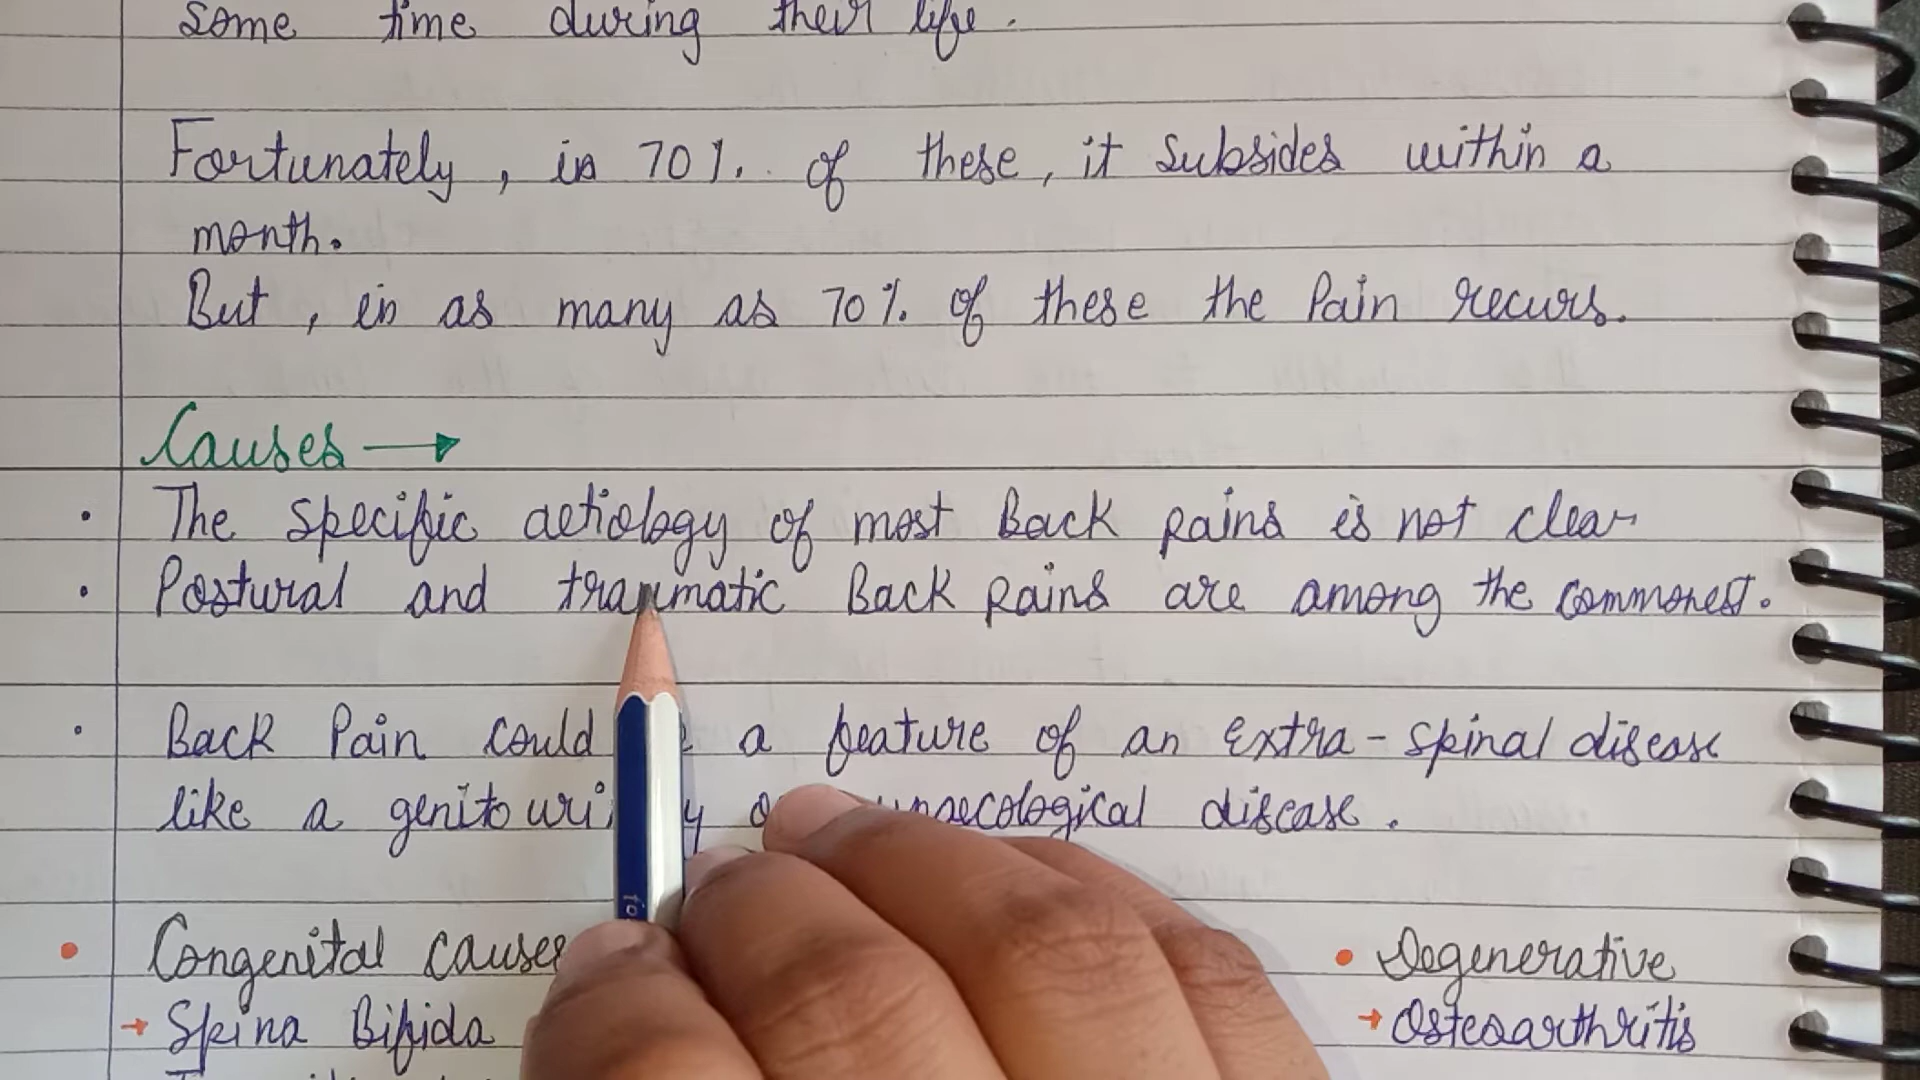 some time during their life.
Fortunately, in 70%. of these, it subsides within a
month.
But, in as many as 70%. of these the Pain recurs.
Causes →
• The specific aetiology of most Back pains is not clear
• Postural and traumatic Back pains are among the commonest.
• Back Pain could a feature of an Extra-spinal disease
like a disease.
• Congenital causes
→ Spina Bifida
• Degenerative
→ Osteoarthritis